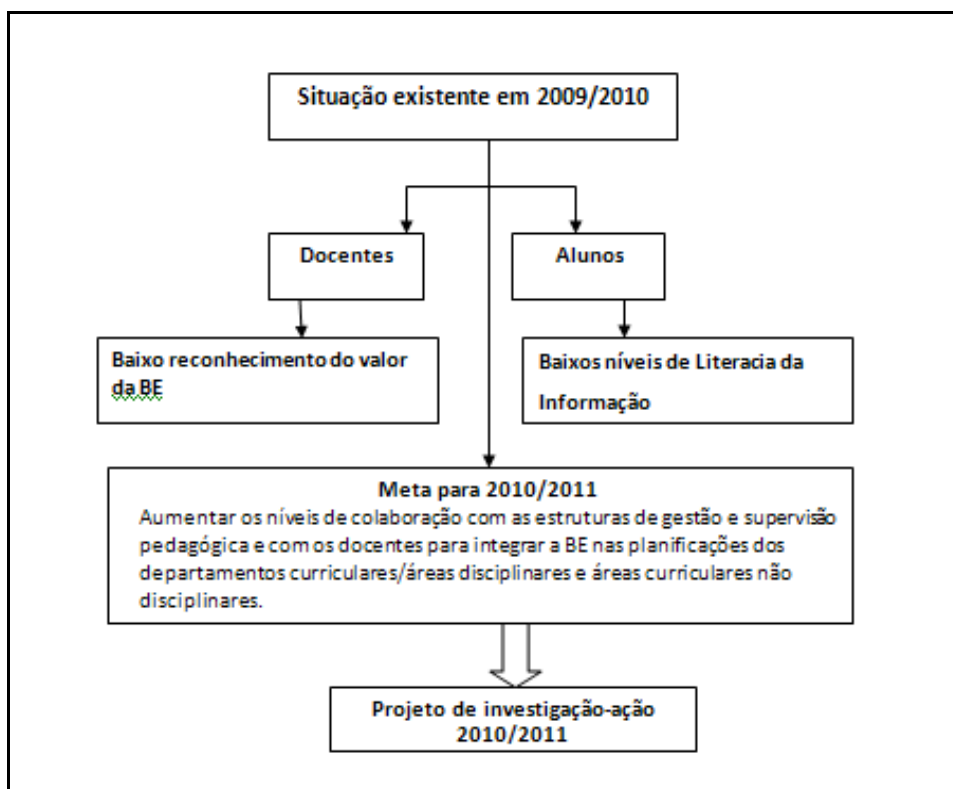 Situação existente em 2009/2010
Docentes
Alunos
Baixo reconhecimento do valor
da BE
Baixos níveis de Literacia da
Informação
Meta para 2010/2011
Aumentar os níveis de colaboração com as estruturas de gestão e supervisão
pedagógica e com os docentes para integrar a BE nas planificações dos
departamentos curriculares/áreas disciplinares e áreas curriculares não
disciplinares.
Projeto de investigação-ação
2010/2011